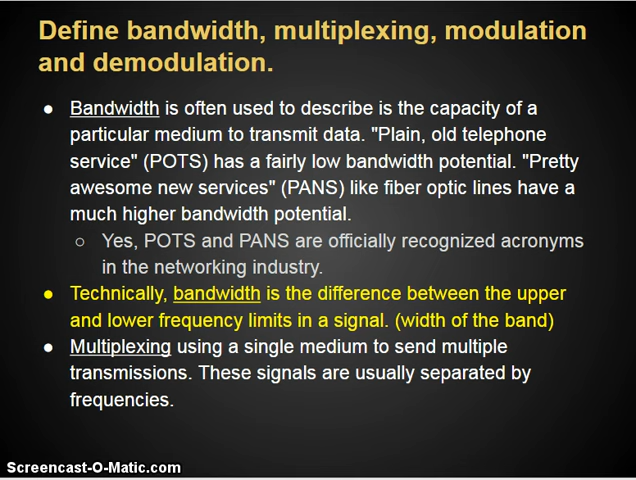 Define bandwidth, multiplexing, modulation
and demodulation.
● Bandwidth is often used to describe is the capacity of a
particular medium to transmit data. "Plain, old telephone
service" (POTS) has a fairly low bandwidth potential. "Pretty
awesome new services" (PANS) like fiber optic lines have a
much higher bandwidth potential.
○ Yes, POTS and PANS are officially recognized acronyms
in the networking industry.
● Technically, bandwidth is the difference between the upper
and lower frequency limits in a signal. (width of the band)
● Multiplexing using a single medium to send multiple
transmissions. These signals are usually separated by
frequencies.
Screencast-O-Matic.com